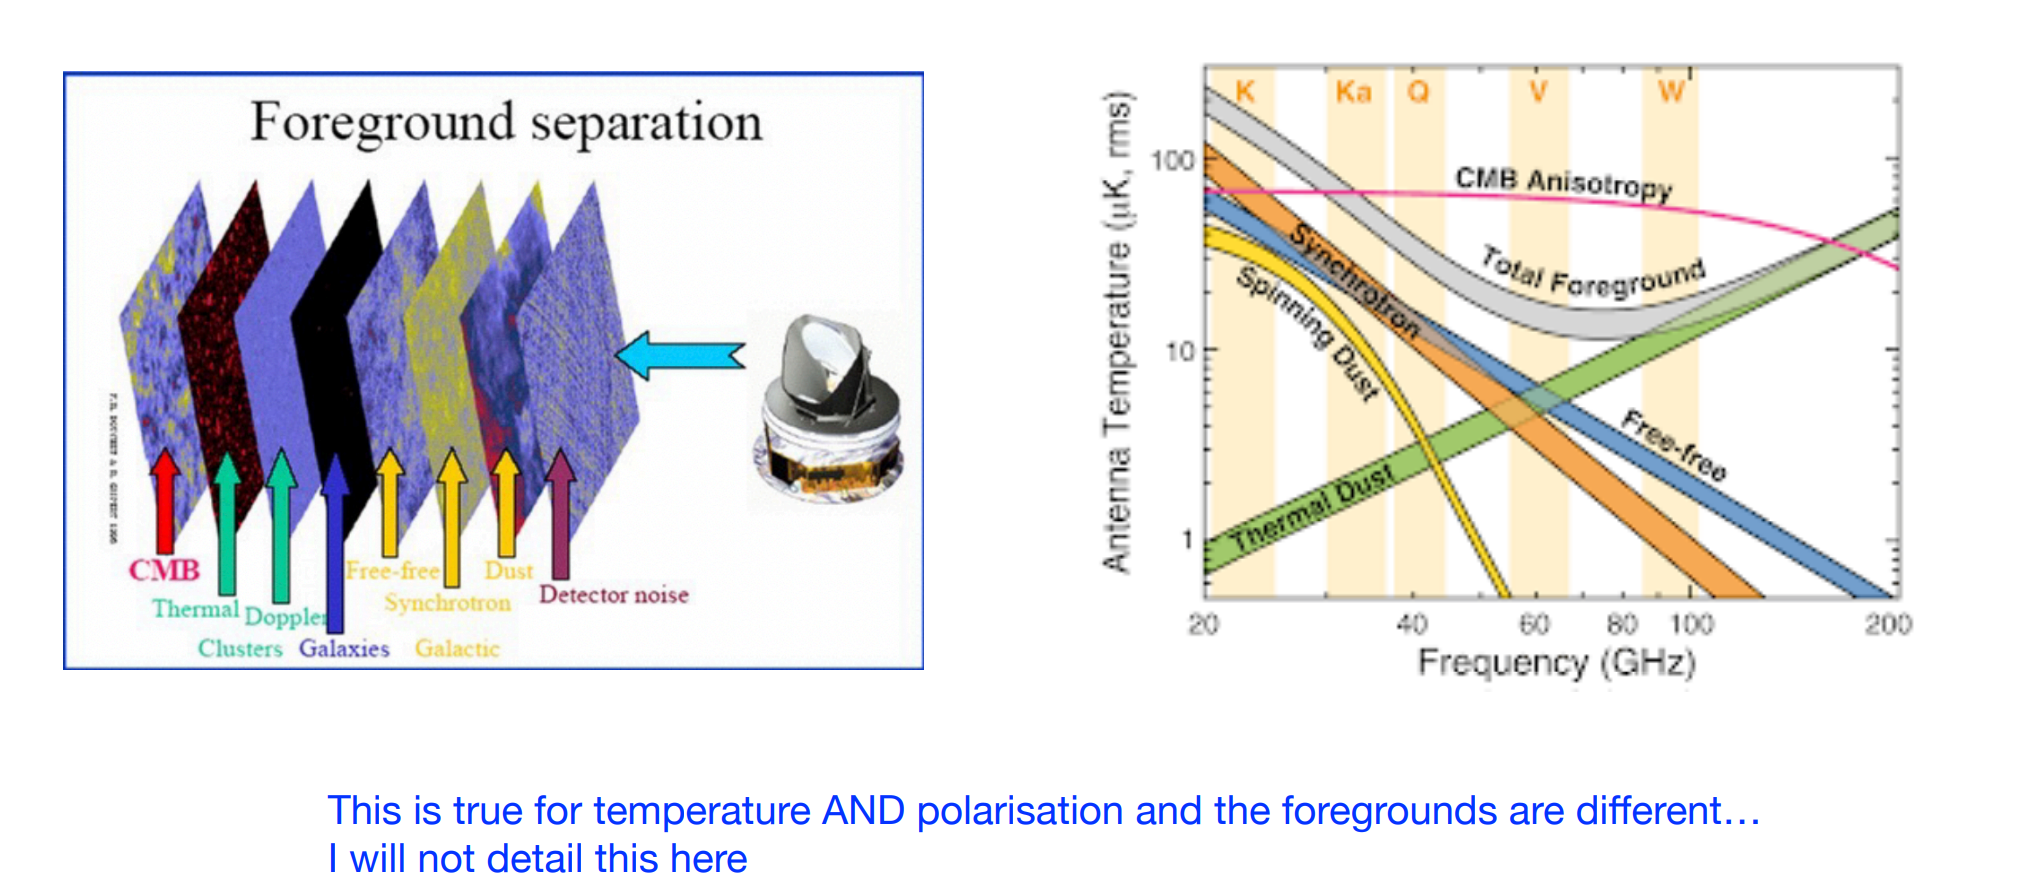 Foreground separation
CMB
Thermal
Doppler
Clusters
Galaxies
Free-free
Synchrotron
Galactic
Dust
Detector noise
K
Ka
Q
V
W
CMB Anisotropy
Total Foreground
Synchrotron
Spinning Dust
Free-free
Thermal Dust
Antenna Temperature (μK, rms)
100
10
1
20
40
60
80
100
200
Frequency (GHz)
This is true for temperature AND polarisation and the foregrounds are different…
I will not detail this here